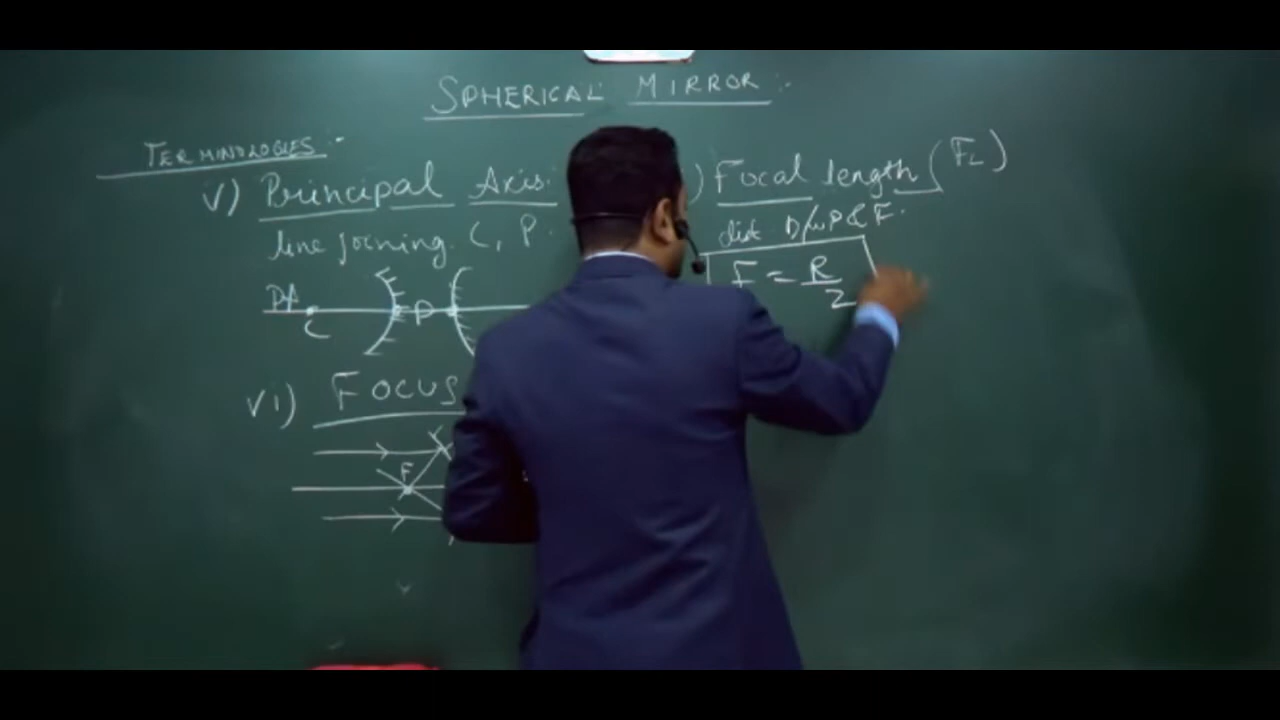 SPHERICAL MIRROR :-
TERMINOLOGIES :-
V) Principal Axis:
line joining C, P.
PA
C
P
VI) FOCUS
F
) Focal length (FL)
dist. b/w P & F.
F = R/2